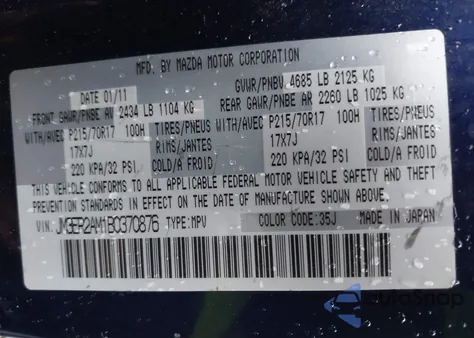 MFG. BY MAZDA MOTOR CORPORATION
DATE 01/11
GVWR/PNBV 4685 LB 2125 KG
FRONT GAWR/PNBE AV 2434 LB 1104 KG
REAR GAWR/PNBE AR 2260 LB 1025 KG
WITH/AVEC P215/70R17 100H TIRES/PNEUS
WITH/AVEC P215/70R17 100H TIRES/PNEUS
17X7J RIMS/JANTES
17X7J RIMS/JANTES
220 KPA/32 PSI COLD/A FROID
220 KPA/32 PSI COLD/A FROID
THIS VEHICLE CONFORMS TO ALL APPLICABLE FEDERAL MOTOR VEHICLE SAFETY AND THEFT
PREVENTION STANDARDS IN EFFECT ON THE DATE OF MANUFACTURE SHOWN ABOVE.
VIN: JM3ER2AM1BC370876 TYPE: MPV COLOR CODE: 35J MADE IN JAPAN
AutoSnap